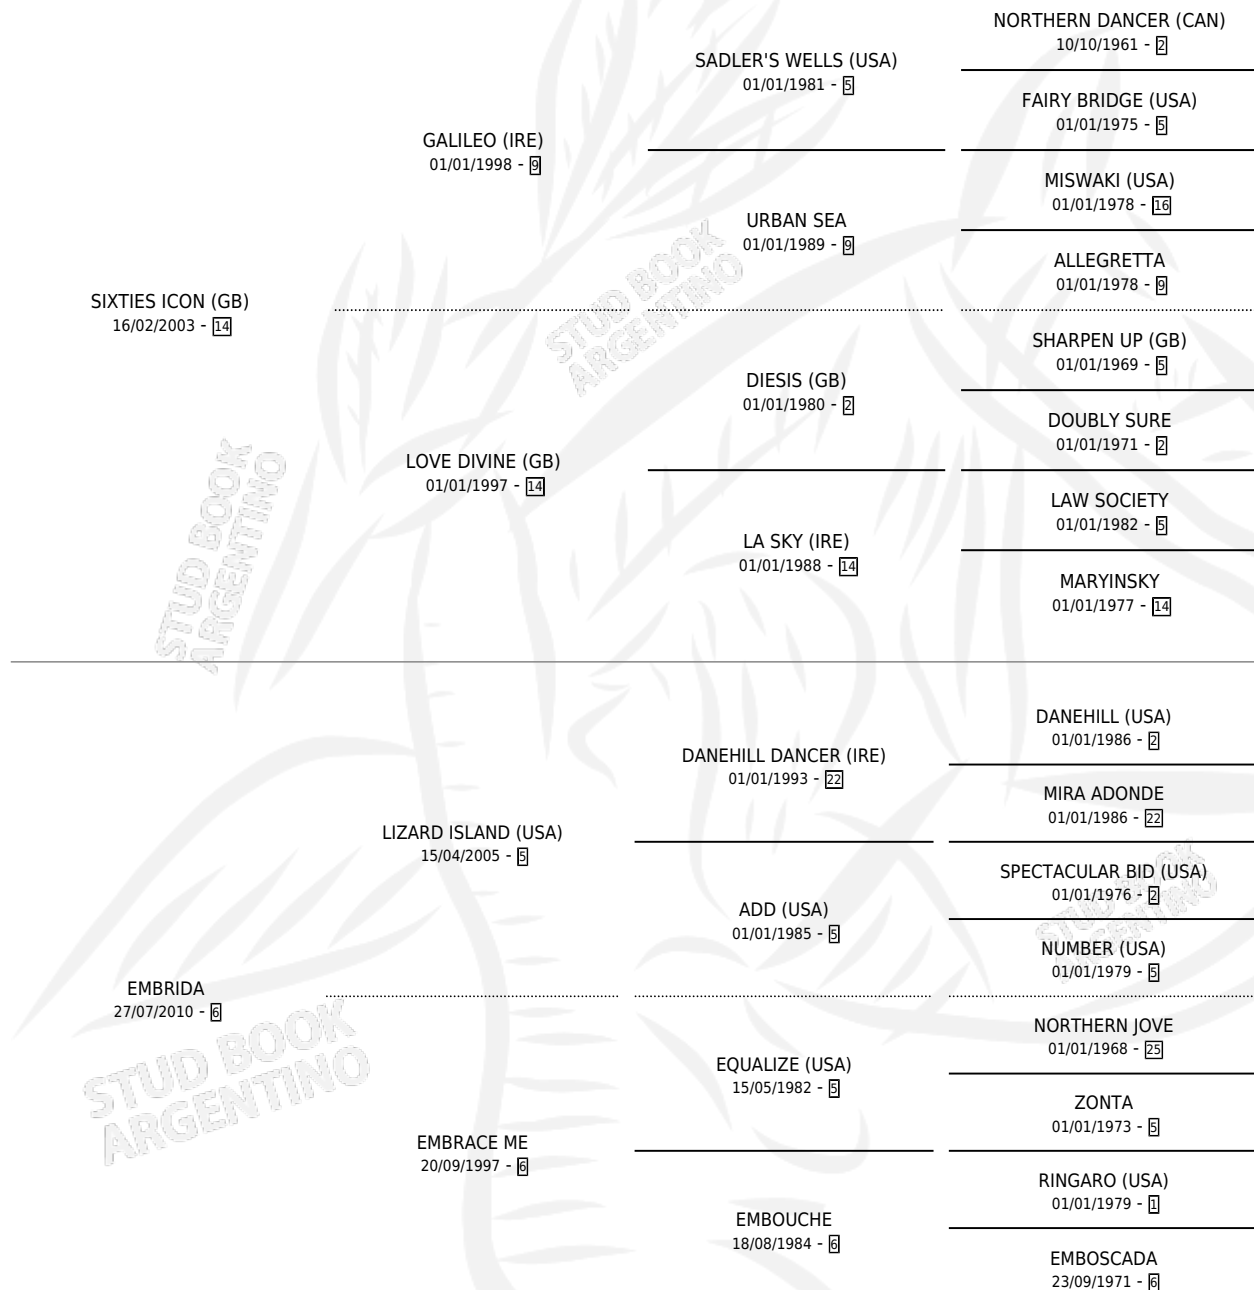 NORTHERN DANCER (CAN)
10/10/1961 - 2
SADLER'S WELLS (USA)
01/01/1981 - 5
FAIRY BRIDGE (USA)
01/01/1975 - 5
GALILEO (IRE)
01/01/1998 - 9
MISWAKI (USA)
01/01/1978 - 16
URBAN SEA
01/01/1989 - 9
ALLEGRETTA
01/01/1978 - 9
SIXTIES ICON (GB)
16/02/2003 - 14
STUD BOOK
ARGENTINO
SHARPEN UP (GB)
01/01/1969 - 5
DIESIS (GB)
01/01/1980 - 2
DOUBLY SURE
01/01/1971 - 2
LOVE DIVINE (GB)
01/01/1997 - 14
LAW SOCIETY
01/01/1982 - 5
LA SKY (IRE)
01/01/1988 - 14
MARYINSKY
01/01/1977 - 14
STUD BOOK
ARGENTINO
DANEHILL (USA)
01/01/1986 - 2
DANEHILL DANCER (IRE)
01/01/1993 - 22
MIRA ADONDE
01/01/1986 - 22
LIZARD ISLAND (USA)
15/04/2005 - 5
SPECTACULAR BID (USA)
01/01/1976 - 2
ADD (USA)
01/01/1985 - 5
NUMBER (USA)
01/01/1979 - 5
STUD BOOK
ARGENTINO
EMBRIDA
27/07/2010 - 6
NORTHERN JOVE
01/01/1968 - 25
EQUALIZE (USA)
15/05/1982 - 5
ZONTA
01/01/1973 - 5
STUD BOOK
ARGENTINO
EMBRACE ME
20/09/1997 - 6
RINGARO (USA)
01/01/1979 - 1
EMBOUCHE
18/08/1984 - 6
EMBOSCADA
23/09/1971 - 6